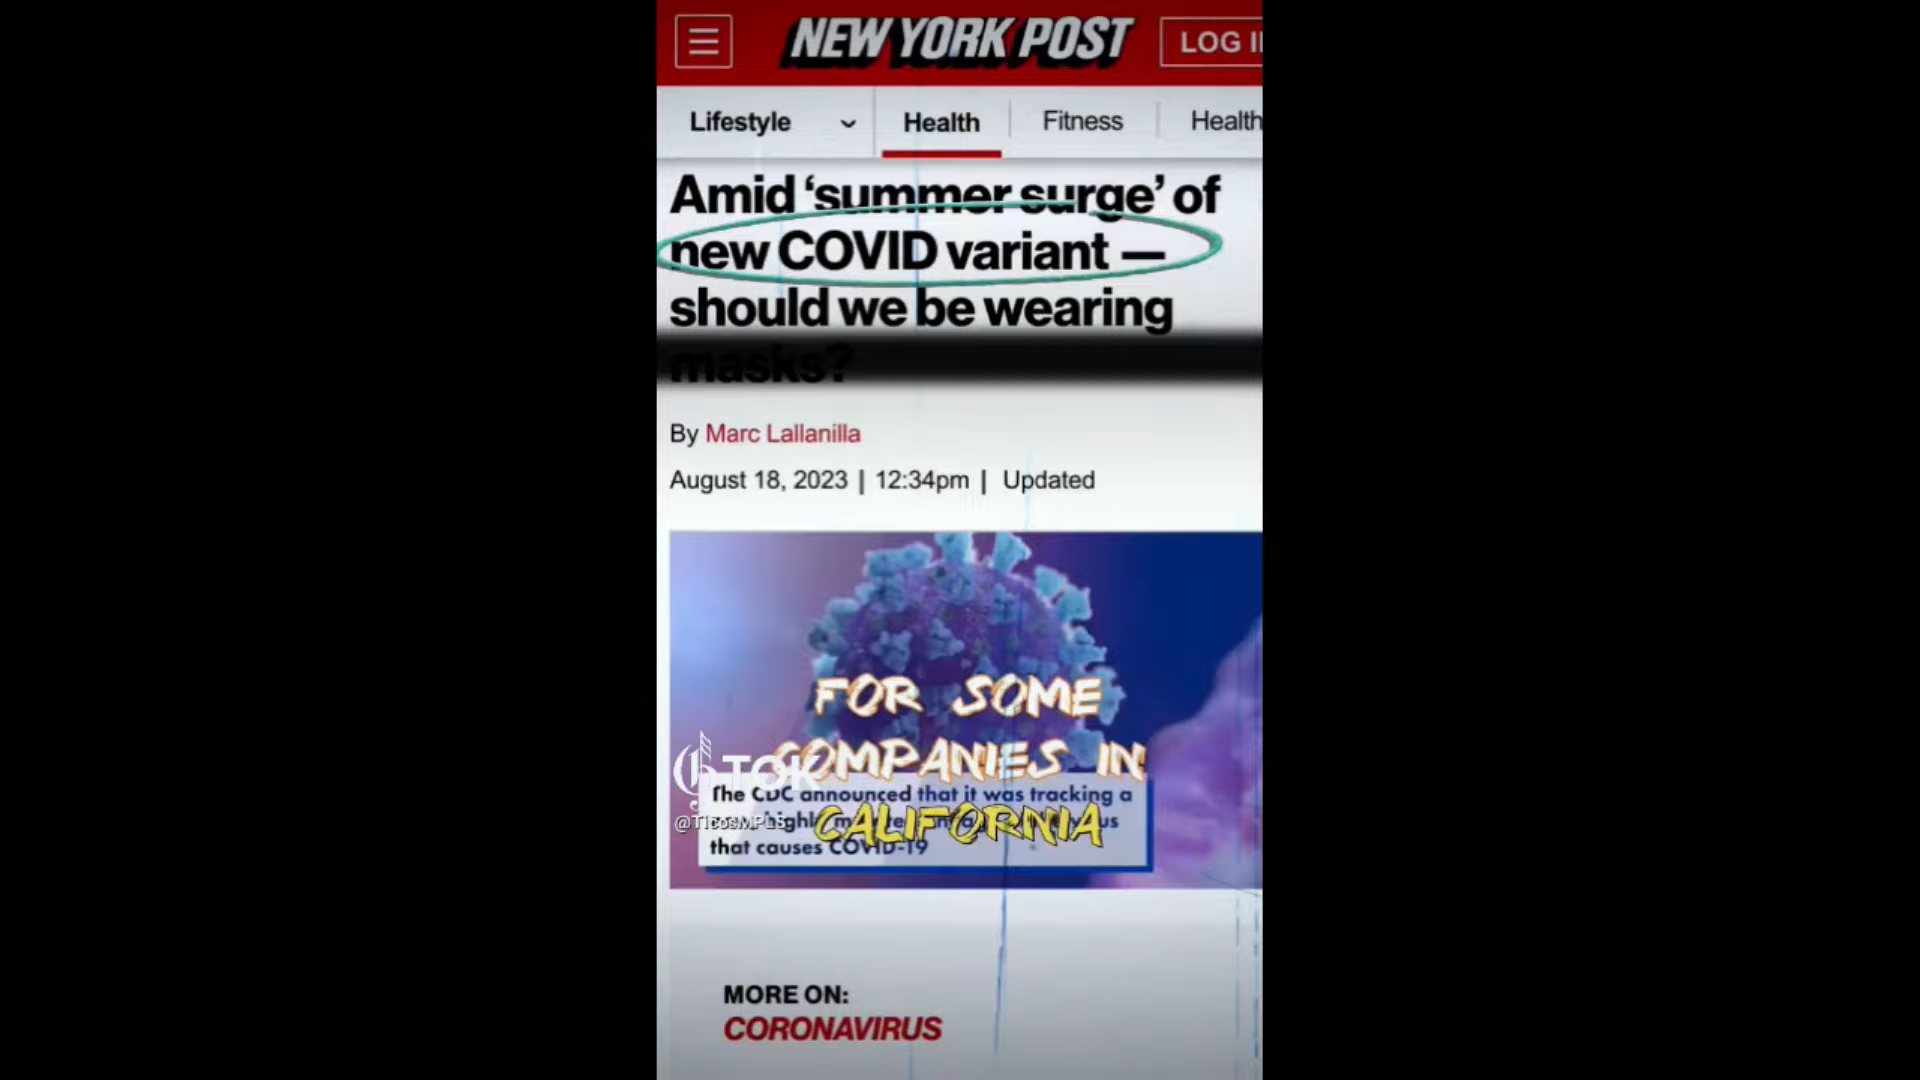 NEW YORK POST
LOG I
Lifestyle Health Fitness Health
Amid ‘summer surge’ of
new COVID variant —
should we be wearing
masks?
By Marc Lallanilla
August 18, 2023 | 12:34pm | Updated
FOR SOME
COMPANIES IN
CALIFORNIA
TOK
@TicosMPLS
The CDC announced that it was tracking a
that causes COVID-19
MORE ON:
CORONAVIRUS